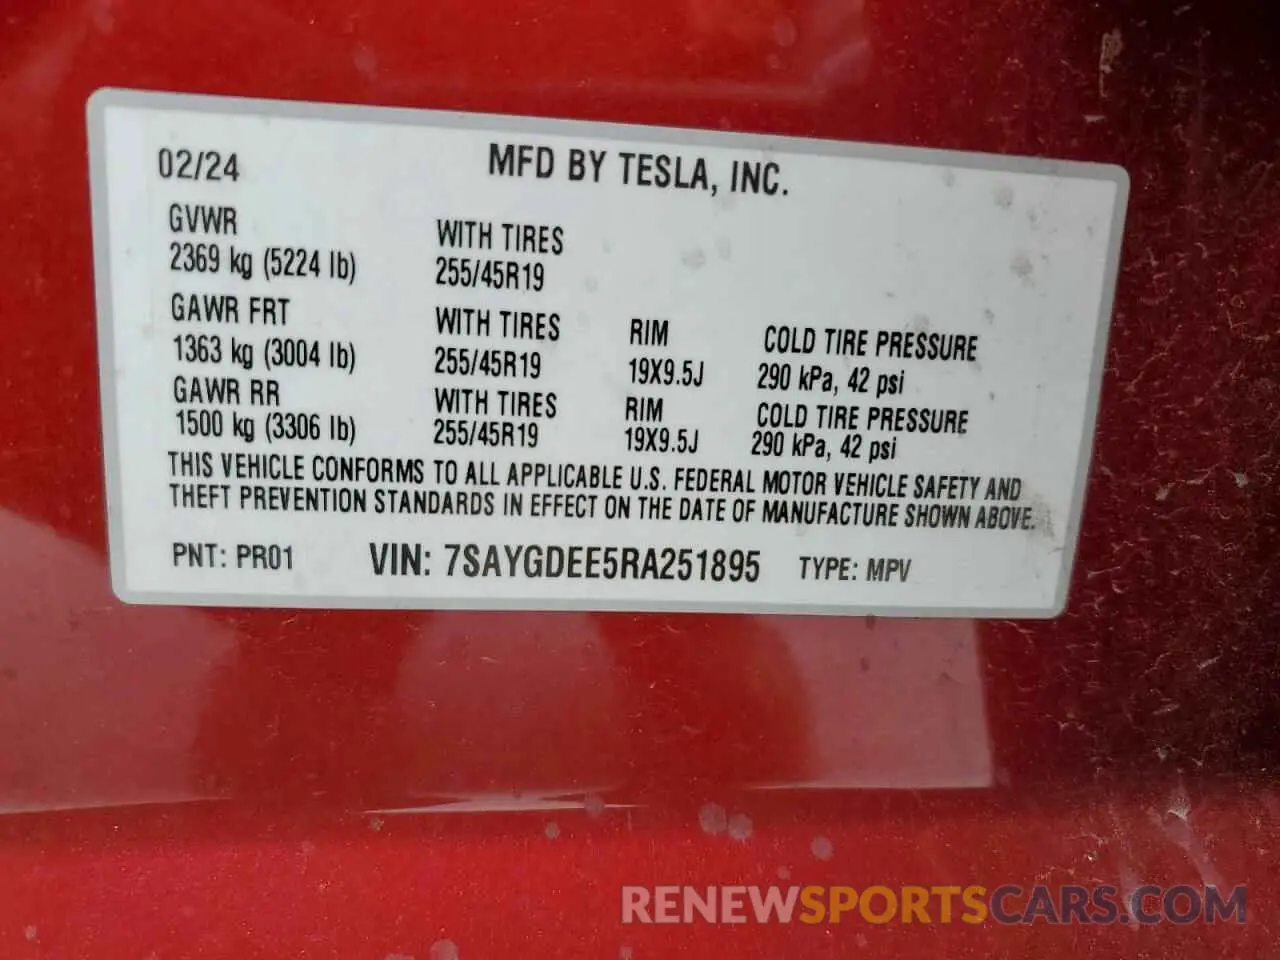 02/24 MFD BY TESLA, INC.
GVWR WITH TIRES
2369 kg (5224 lb) 255/45R19
GAWR FRT WITH TIRES RIM COLD TIRE PRESSURE
1363 kg (3004 lb) 255/45R19 19X9.5J 290 kPa, 42 psi
GAWR RR WITH TIRES RIM COLD TIRE PRESSURE
1500 kg (3306 lb) 255/45R19 19X9.5J 290 kPa, 42 psi
THIS VEHICLE CONFORMS TO ALL APPLICABLE U.S. FEDERAL MOTOR VEHICLE SAFETY AND
THEFT PREVENTION STANDARDS IN EFFECT ON THE DATE OF MANUFACTURE SHOWN ABOVE.
PNT: PR01 VIN: 7SAYGDEE5RA251895 TYPE: MPV
RENEWSPORTSCARS.COM